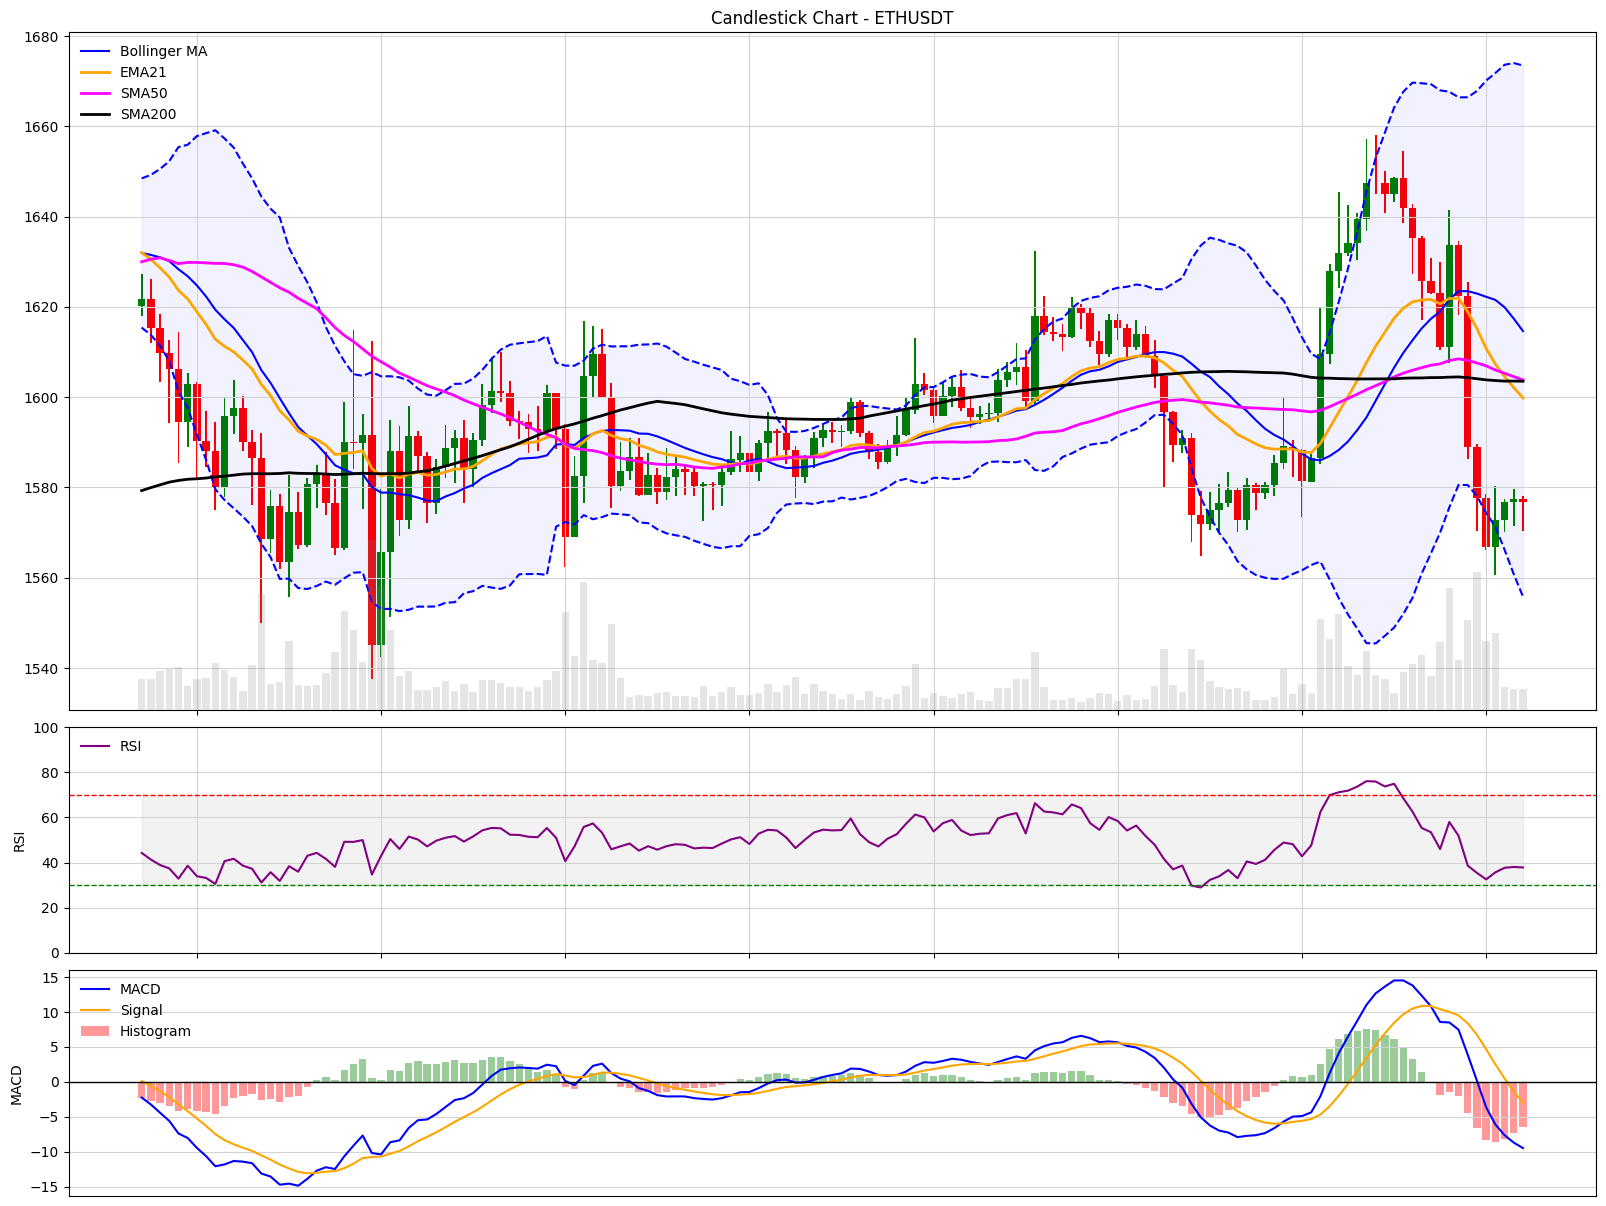 Candlestick Chart - ETHUSDT
1680
1660
1640
1620
1600
1580
1560
1540
Bollinger MA
EMA21
SMA50
SMA200
100
80
60
40
20
0
RSI
RSI
15
10
5
0
−5
−10
−15
MACD
MACD
Signal
Histogram